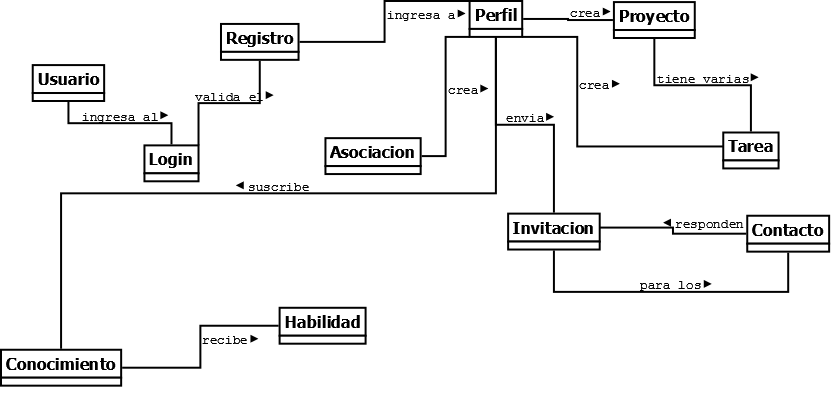 ingresa a
Perfil
crea
Proyecto
Registro
Usuario
valida el
crea
crea
tiene varias
ingresa al
envia
Login
Asociacion
Tarea
suscribe
Invitacion
responden
Contacto
para los
Habilidad
recibe
Conocimiento